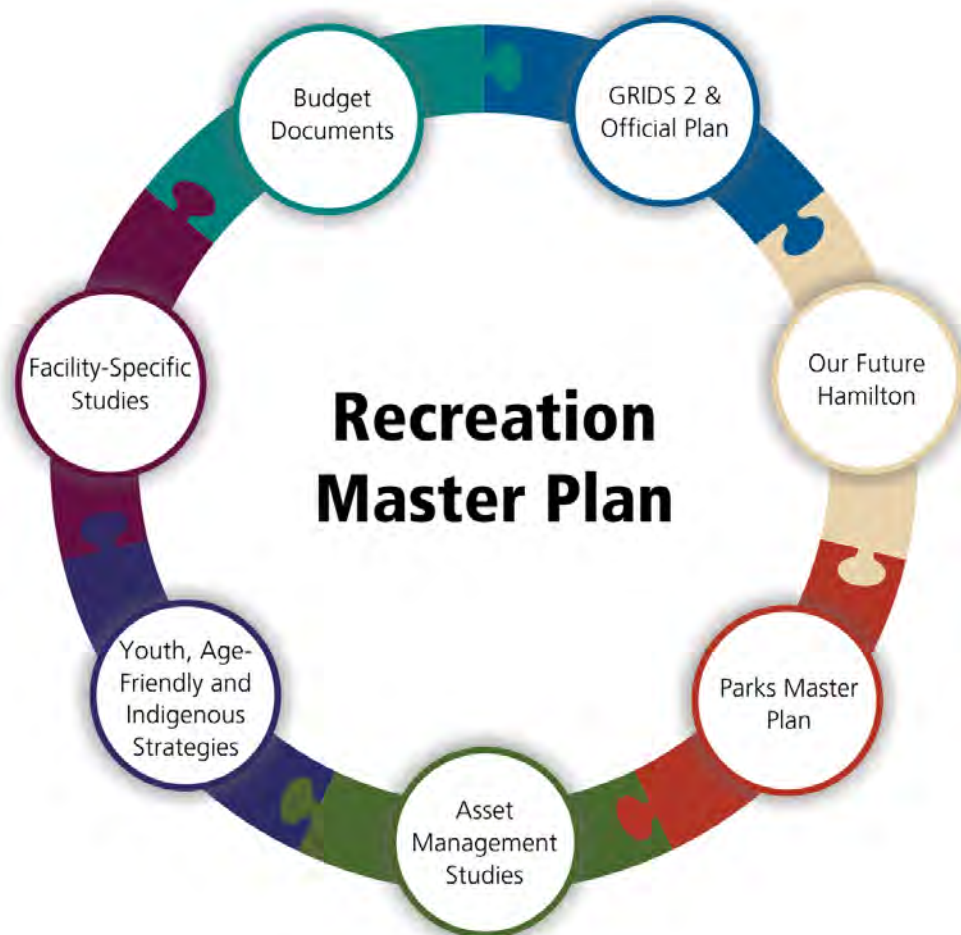 Budget
Documents
GRIDS 2 &
Official Plan
Facility-Specific
Studies
Our Future
Hamilton
Recreation
Master Plan
Youth, Age-
Friendly and
Indigenous
Strategies
Parks Master
Plan
Asset
Management
Studies